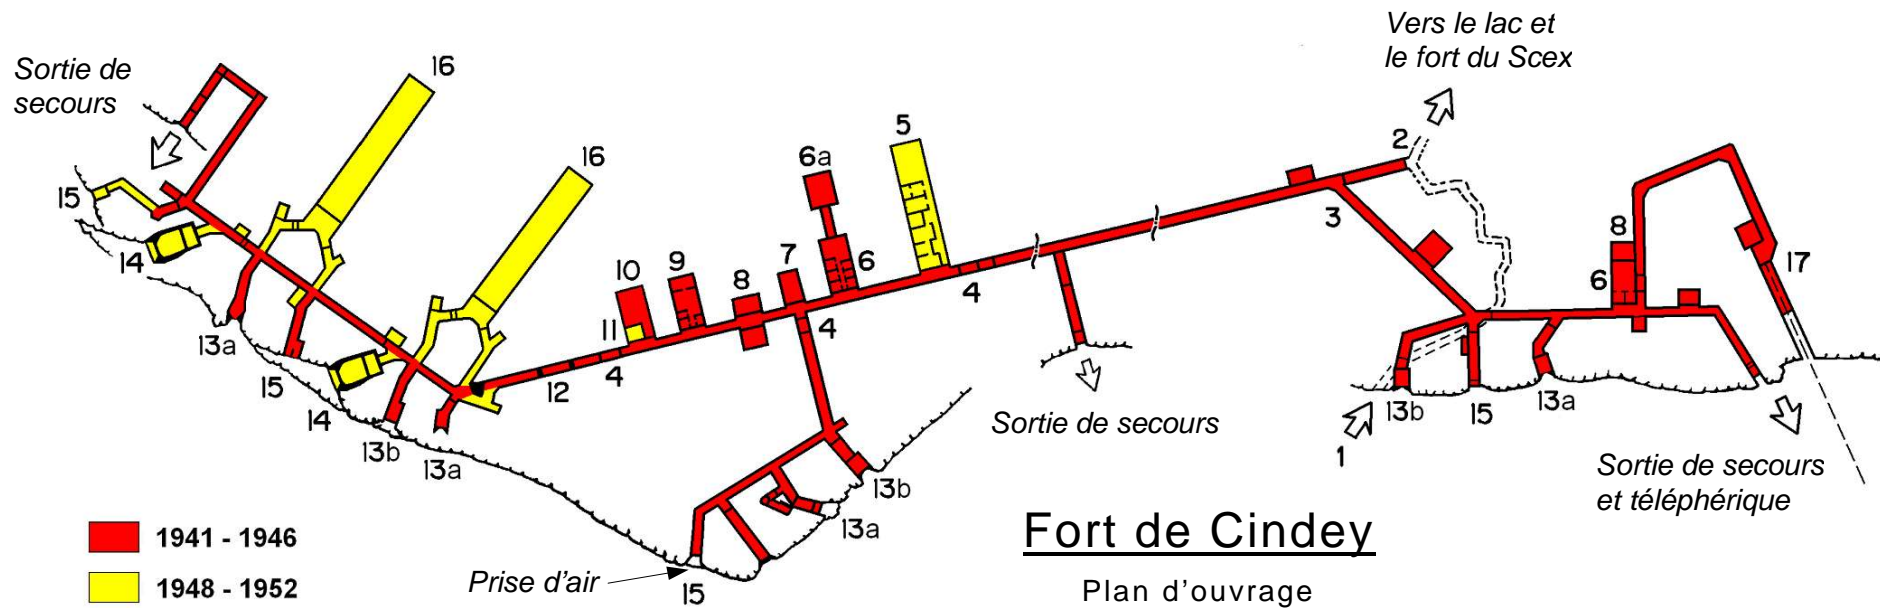 Vers le lac et
le fort du Scex
Sortie de
secours
16
16
5
6a
2
15
14
13a
15
14
13b
13a
10
11
9
8
7
6
12
4
4
4
3
8
6
17
13b
15
13a
1
13b
13a
15
Sortie de secours
Sortie de secours
et téléphérique
Prise d'air
1941 - 1946
1948 - 1952
Fort de Cindey
Plan d'ouvrage